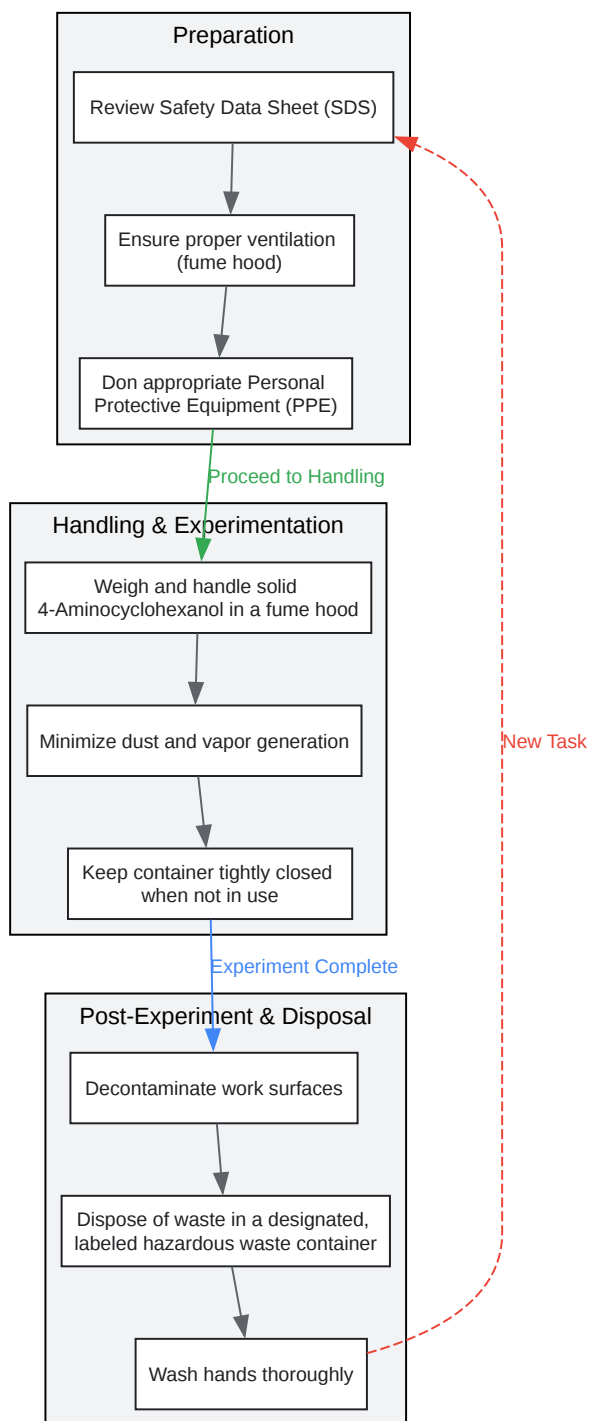 Preparation
Review Safety Data Sheet (SDS)
Ensure proper ventilation
(fume hood)
Don appropriate Personal
Protective Equipment (PPE)
Proceed to Handling
Handling & Experimentation
Weigh and handle solid
4-Aminocyclohexanol in a fume hood
Minimize dust and vapor generation
New Task
Keep container tightly closed
when not in use
Experiment Complete
Post-Experiment & Disposal
Decontaminate work surfaces
Dispose of waste in a designated,
labeled hazardous waste container
Wash hands thoroughly